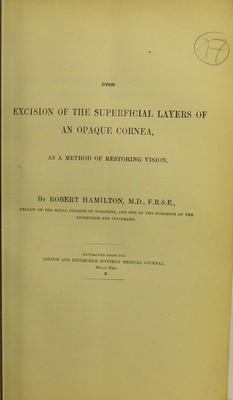 17
UPON
EXCISION OF THE SUPERFICIAL LAYERS OF
AN OPAQUE CORNEA,
AS A METHOD OF RESTORING VISION.
BY ROBERT HAMILTON, M.D., F.R.S.E.,
FELLOW OF THE ROYAL COLLEGE OF SURGEONS, AND ONE OF THE SURGEONS OF THE
EDINBURGH EYE INFIRMARY.
EXTRACTED FROM THE
LONDON AND EDINBURGH MONTHLY MEDICAL JOURNAL,
MARCH